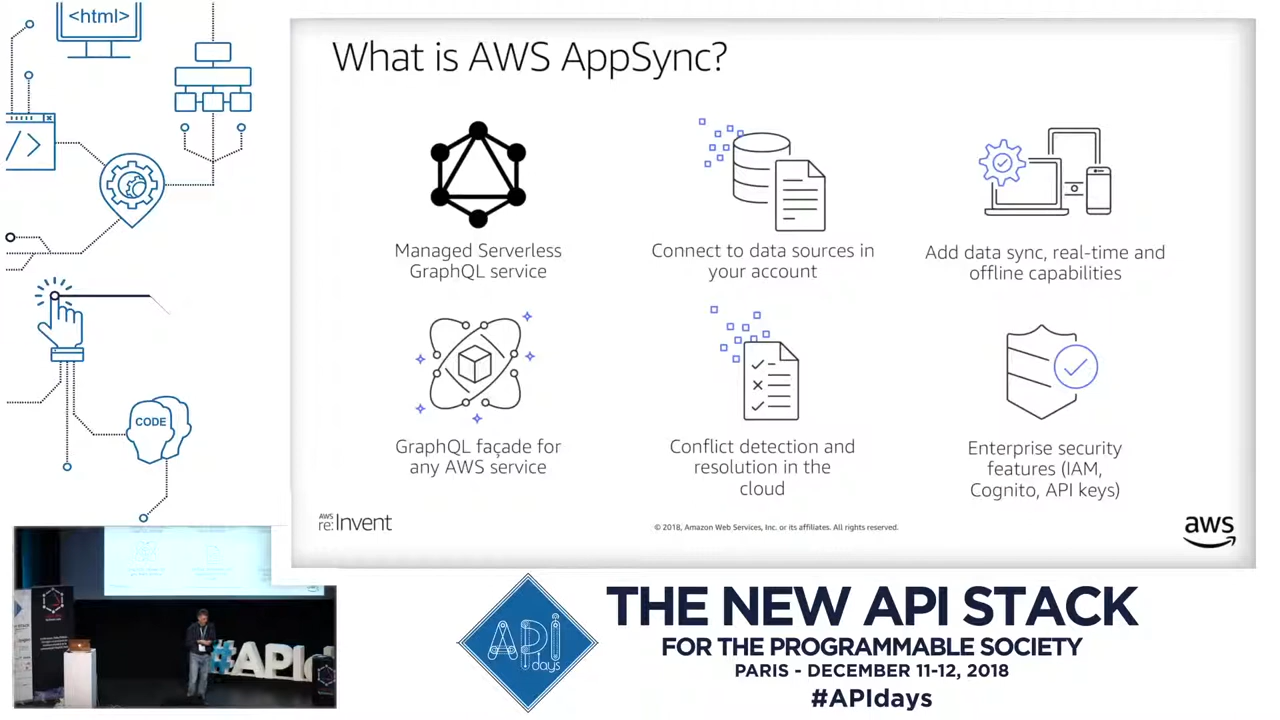 <html>
</>
CODE
What is AWS AppSync?
Managed Serverless
GraphQL service
Connect to data sources in
your account
Add data sync, real-time and
offline capabilities
GraphQL façade for
any AWS service
Conflict detection and
resolution in the
cloud
Enterprise security
features (IAM,
Cognito, API keys)
AWS
re:Invent
© 2018, Amazon Web Services, Inc. or its affiliates. All rights reserved.
aws
#APId
APi
days
THE NEW API STACK
FOR THE PROGRAMMABLE SOCIETY
PARIS - DECEMBER 11-12, 2018
#APIdays